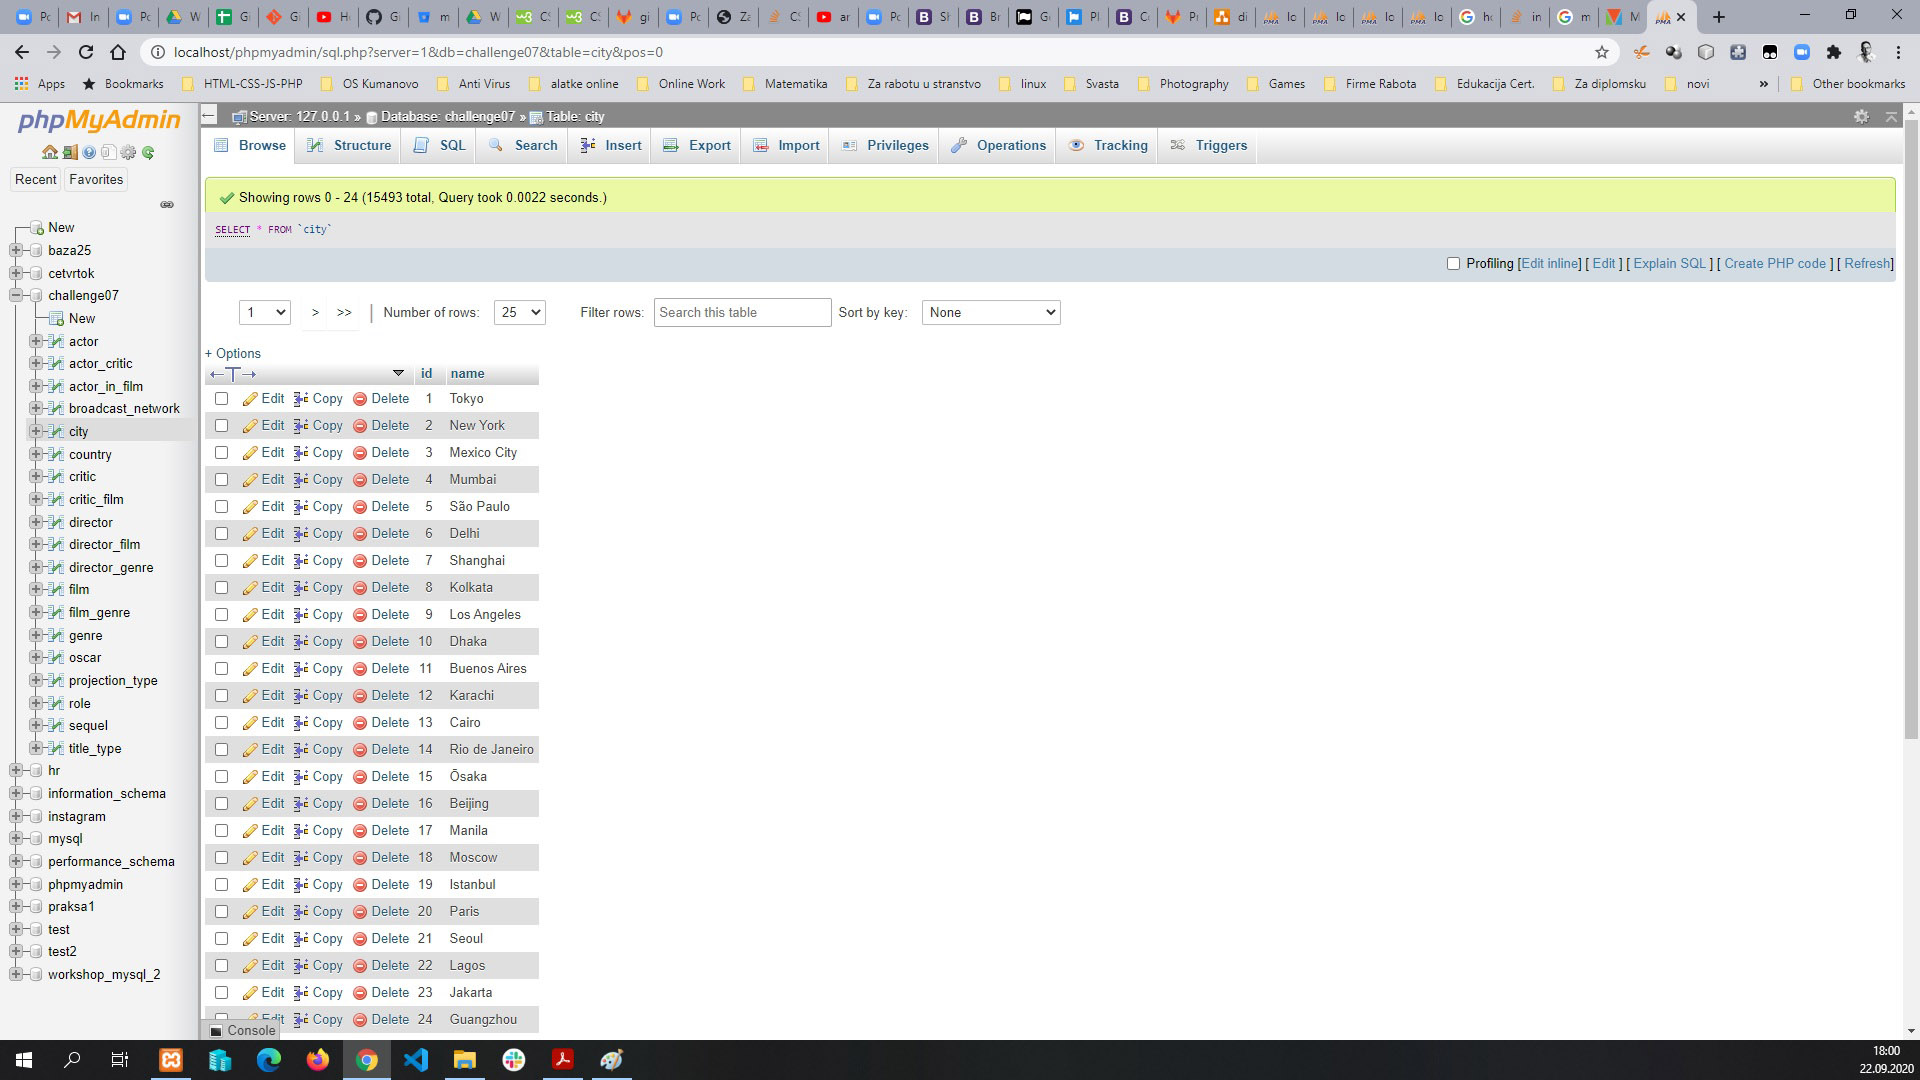 Pc In Pc W Gi Gi Ho Gi m W CS CS gi Pc Za CS ar Pc Sh Br Ge Pl Co Pr di lo lo lo lo ho in m M
localhost/phpmyadmin/sql.php?server=1&db=challenge07&table=city&pos=0
Apps Bookmarks HTML-CSS-JS-PHP OS Kumanovo Anti Virus alatke online Online Work Matematika Za rabotu u stranstvo linux Svasta Photography Games Firme Rabota Edukacija Cert. Za diplomsku novi » Other bookmarks
phpMyAdmin
Recent Favorites
New
baza25
cetvrtok
challenge07
New
actor
actor_critic
actor_in_film
broadcast_network
city
country
critic
critic_film
director
director_film
director_genre
film
film_genre
genre
oscar
projection_type
role
sequel
title_type
hr
information_schema
instagram
mysql
performance_schema
phpmyadmin
praksa1
test
test2
workshop_mysql_2
Server: 127.0.0.1 » Database: challenge07 » Table: city
Browse Structure SQL Search Insert Export Import Privileges Operations Tracking Triggers
Showing rows 0 - 24 (15493 total, Query took 0.0022 seconds.)
SELECT * FROM `city`
Profiling [Edit inline] [ Edit ] [ Explain SQL ] [ Create PHP code ] [ Refresh]
1 > >> | Number of rows: 25 Filter rows: Search this table Sort by key: None
+ Options
←T→ id name
Edit Copy Delete 1 Tokyo
Edit Copy Delete 2 New York
Edit Copy Delete 3 Mexico City
Edit Copy Delete 4 Mumbai
Edit Copy Delete 5 São Paulo
Edit Copy Delete 6 Delhi
Edit Copy Delete 7 Shanghai
Edit Copy Delete 8 Kolkata
Edit Copy Delete 9 Los Angeles
Edit Copy Delete 10 Dhaka
Edit Copy Delete 11 Buenos Aires
Edit Copy Delete 12 Karachi
Edit Copy Delete 13 Cairo
Edit Copy Delete 14 Rio de Janeiro
Edit Copy Delete 15 Ōsaka
Edit Copy Delete 16 Beijing
Edit Copy Delete 17 Manila
Edit Copy Delete 18 Moscow
Edit Copy Delete 19 Istanbul
Edit Copy Delete 20 Paris
Edit Copy Delete 21 Seoul
Edit Copy Delete 22 Lagos
Edit Copy Delete 23 Jakarta
Edit Copy Delete 24 Guangzhou
Console
18:00
22.09.2020